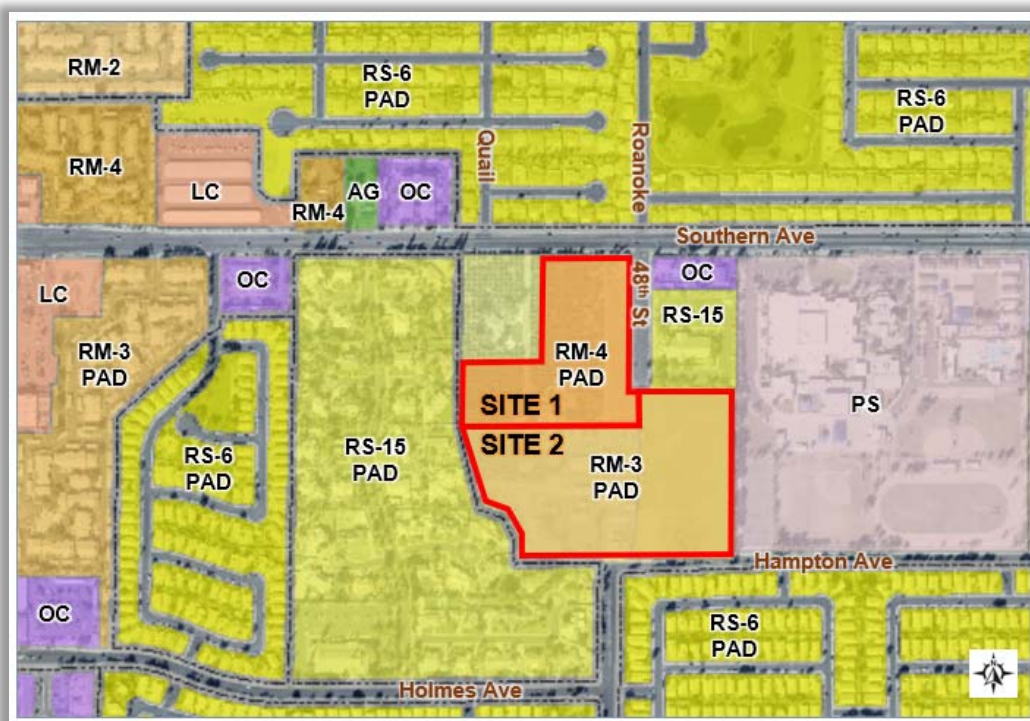 RM-2
RS-6
PAD
RS-6
PAD
RM-4
LC
RM-4
AG
OC
Quail
Roanoke
Southern Ave
LC
OC
48th St
OC
RS-15
RM-3
PAD
RM-4
PAD
SITE 1
SITE 2
PS
RS-6
PAD
RS-15
PAD
RM-3
PAD
Hampton Ave
OC
RS-6
PAD
Holmes Ave
N